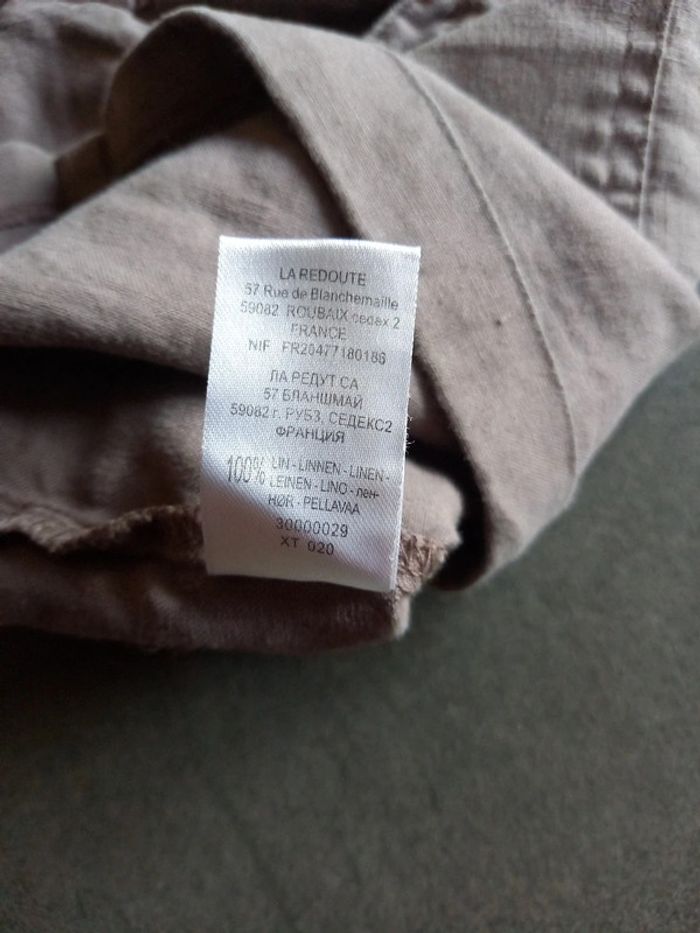 LA REDOUTE
57 Rue de Blanchemaille
59082 ROUBAIX cedex 2
FRANCE
NIF FR20477180186
ЛА РЕДУТ СА
57 БЛАНШМАЙ
59082 г. РУБЗ, СЕДЕКС2
ФРАНЦИЯ
100% LIN - LINNEN - LINEN -
LEINEN - LINO - лен-
HØR - PELLAVAA
30000029
XT 020